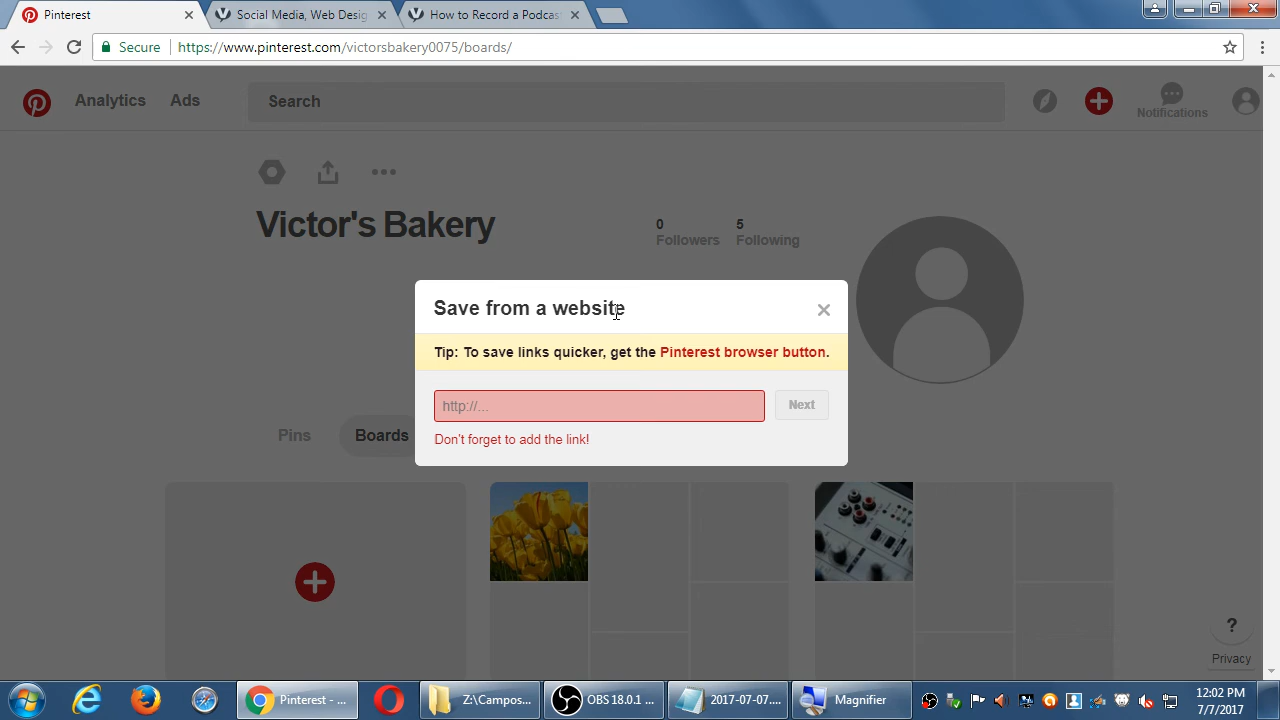 Pinterest
Social Media, Web Desig
How to Record a Podcas
Secure
https://www.pinterest.com/victorsbakery0075/boards/
Analytics
Ads
Search
Notifications
Victor's Bakery
0
Followers
5
Following
Save from a website
Tip: To save links quicker, get the Pinterest browser button.
http://...
Next
Don't forget to add the link!
Pins
Boards
?
Privacy
Pinterest - ...
Z:\Campos...
OBS 18.0.1 ...
2017-07-07....
Magnifier
12:02 PM
7/7/2017